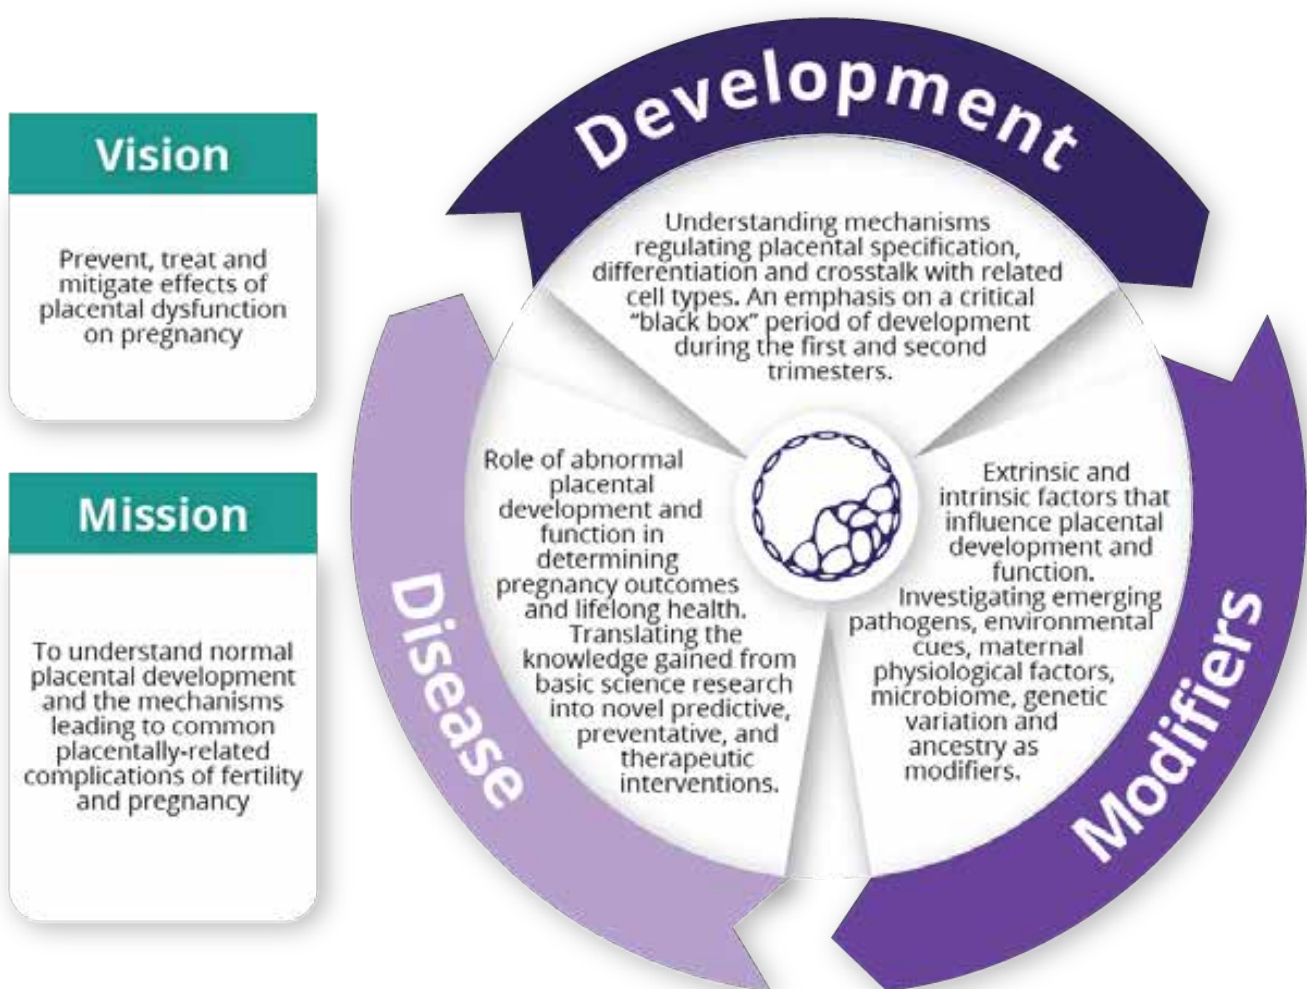 Vision
Prevent, treat and
mitigate effects of
placental dysfunction
on pregnancy
Mission
To understand normal
placental development
and the mechanisms
leading to common
placentally-related
complications of fertility
and pregnancy
Development
Understanding mechanisms
regulating placental specification,
differentiation and crosstalk with related
cell types. An emphasis on a critical
“black box” period of development
during the first and second
trimesters.
Modifiers
Extrinsic and
intrinsic factors that
influence placental
development and
function.
Investigating emerging
pathogens, environmental
cues, maternal
physiological factors,
microbiome, genetic
variation and
ancestry as
modifiers.
Disease
Role of abnormal
placental
development and
function in
determining
pregnancy outcomes
and lifelong health.
Translating the
knowledge gained from
basic science research
into novel predictive,
preventative, and
therapeutic
interventions.